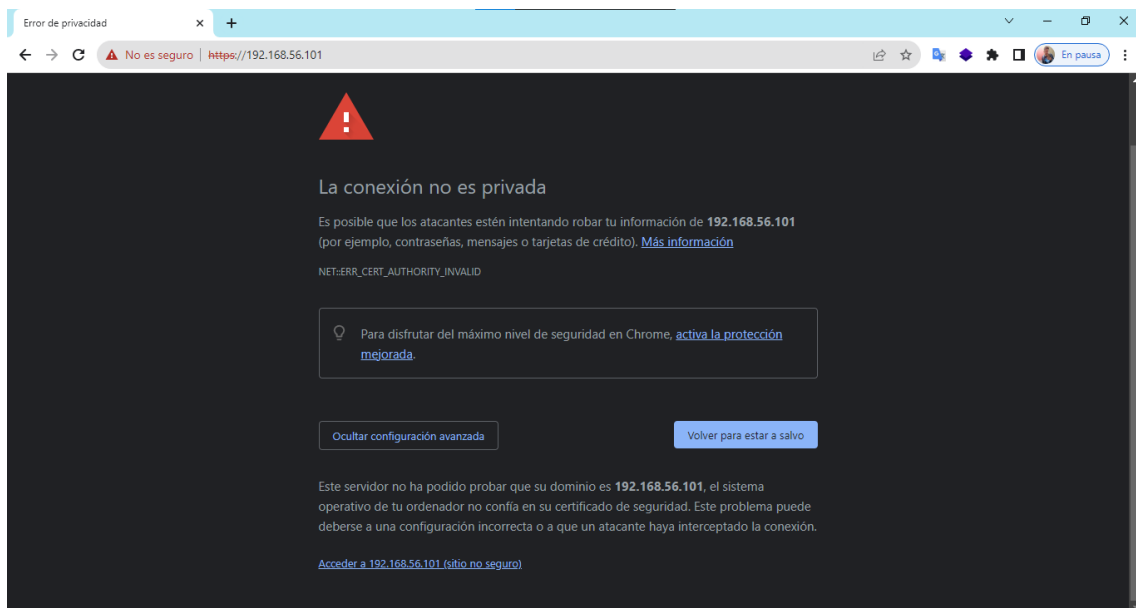 Error de privacidad
No es seguro | https://192.168.56.101
En pausa
La conexión no es privada
Es posible que los atacantes estén intentando robar tu información de 192.168.56.101
(por ejemplo, contraseñas, mensajes o tarjetas de crédito). Más información
NET::ERR_CERT_AUTHORITY_INVALID
Para disfrutar del máximo nivel de seguridad en Chrome, activa la protección
mejorada.
Ocultar configuración avanzada
Volver para estar a salvo
Este servidor no ha podido probar que su dominio es 192.168.56.101, el sistema
operativo de tu ordenador no confía en su certificado de seguridad. Este problema puede
deberse a una configuración incorrecta o a que un atacante haya interceptado la conexión.
Acceder a 192.168.56.101 (sitio no seguro)